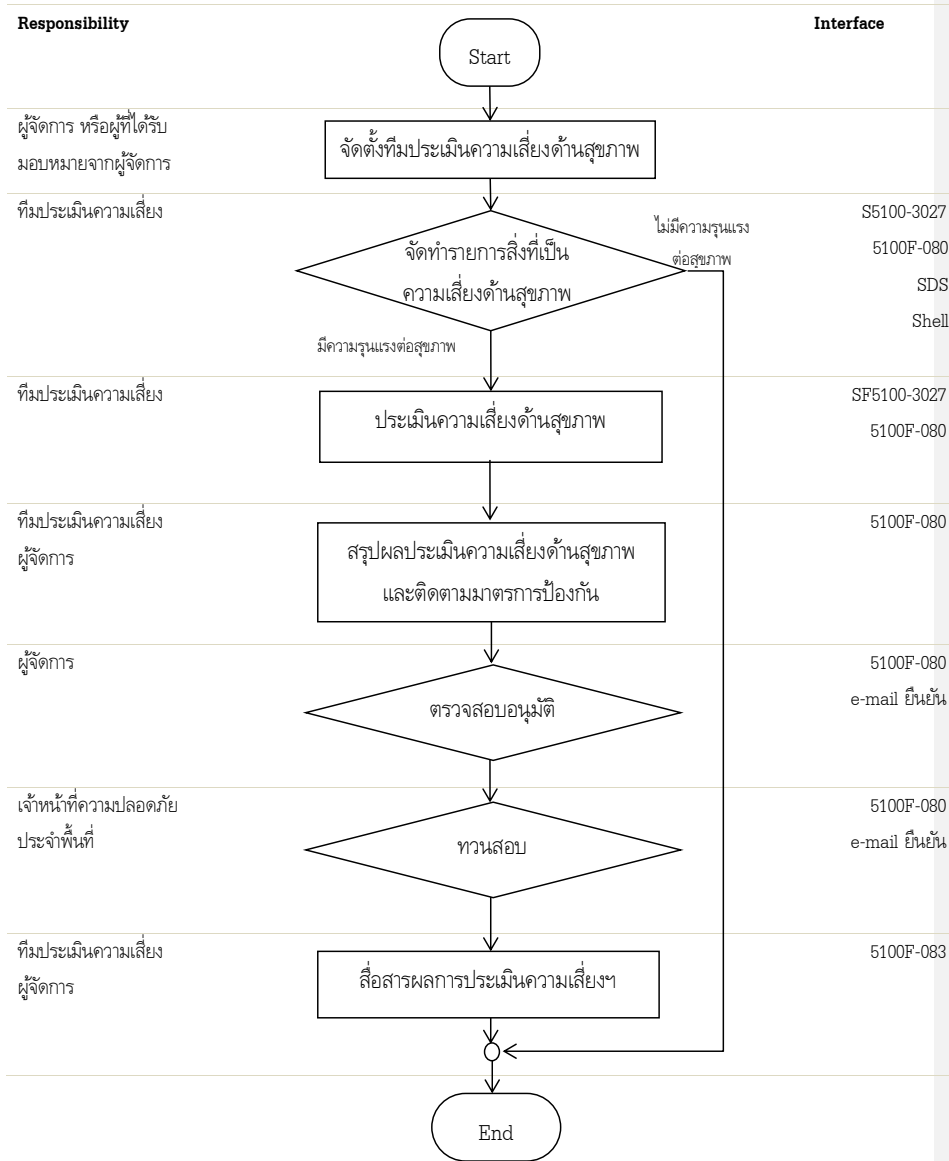 Responsibility
Interface
Start
ผู้จัดการ หรือผู้ที่ได้รับ
มอบหมายจากผู้จัดการ
จัดตั้งทีมประเมินความเสี่ยงด้านสุขภาพ
ทีมประเมินความเสี่ยง
จัดทำรายการสิ่งที่เป็น
ความเสี่ยงด้านสุขภาพ
ไม่มีความรุนแรง
ต่อสุขภาพ
มีความรุนแรงต่อสุขภาพ
S5100-3027
5100F-080
SDS
Shell
ทีมประเมินความเสี่ยง
ประเมินความเสี่ยงด้านสุขภาพ
SF5100-3027
5100F-080
ทีมประเมินความเสี่ยง
ผู้จัดการ
สรุปผลประเมินความเสี่ยงด้านสุขภาพ
และติดตามมาตรการป้องกัน
5100F-080
ผู้จัดการ
ตรวจสอบอนุมัติ
5100F-080
e-mail ยืนยัน
เจ้าหน้าที่ความปลอดภัย
ประจำพื้นที่
ทวนสอบ
5100F-080
e-mail ยืนยัน
ทีมประเมินความเสี่ยง
ผู้จัดการ
สื่อสารผลการประเมินความเสี่ยงฯ
5100F-083
End